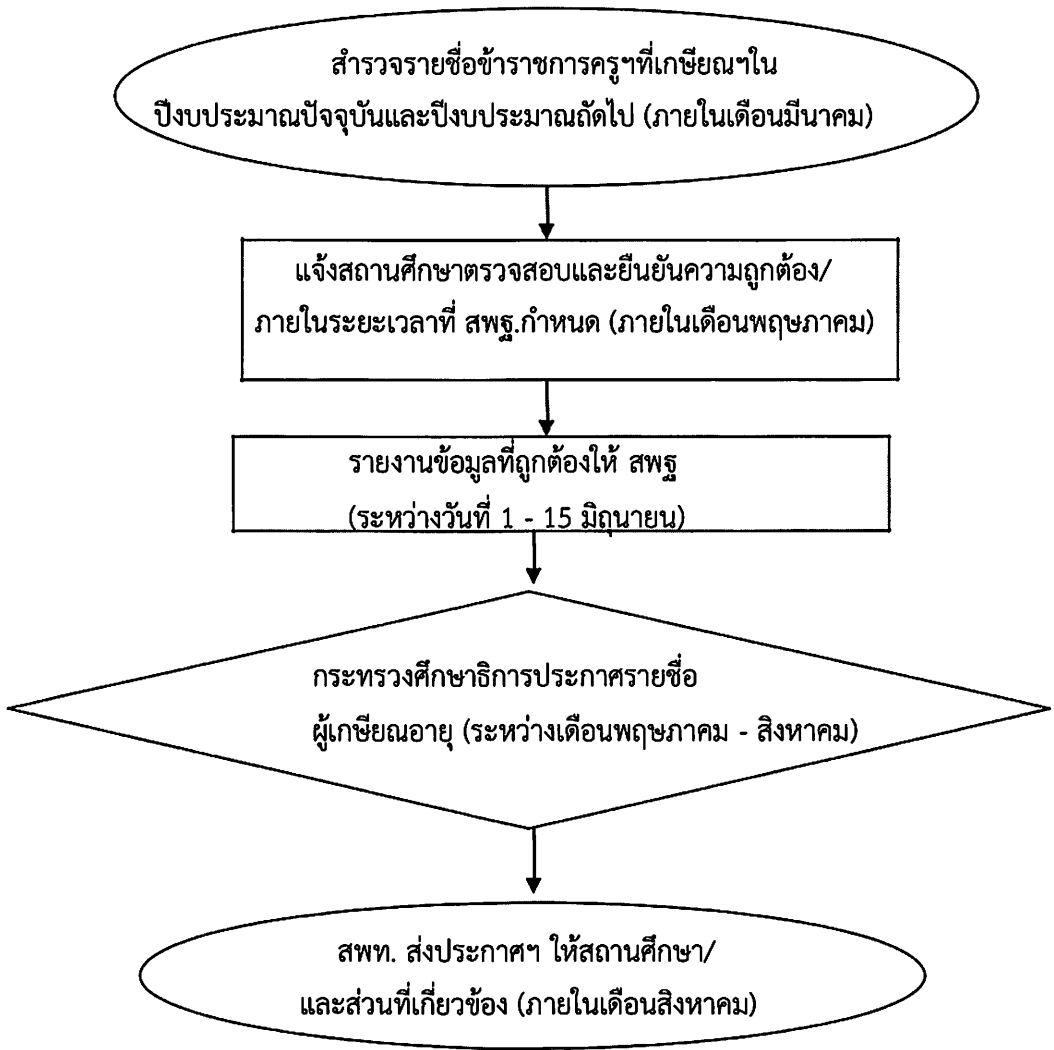 สำรวจรายชื่อข้าราชการครูฯที่เกษียณฯใน
ปีงบประมาณปัจจุบันและปีงบประมาณถัดไป (ภายในเดือนมีนาคม)
แจ้งสถานศึกษาตรวจสอบและยืนยันความถูกต้อง/
ภายในระยะเวลาที่ สพฐ.กำหนด (ภายในเดือนพฤษภาคม)
รายงานข้อมูลที่ถูกต้องให้ สพฐ
(ระหว่างวันที่ 1 - 15 มิถุนายน)
กระทรวงศึกษาธิการประกาศรายชื่อ
ผู้เกษียณอายุ (ระหว่างเดือนพฤษภาคม - สิงหาคม)
สพท. ส่งประกาศฯ ให้สถานศึกษา/
และส่วนที่เกี่ยวข้อง (ภายในเดือนสิงหาคม)